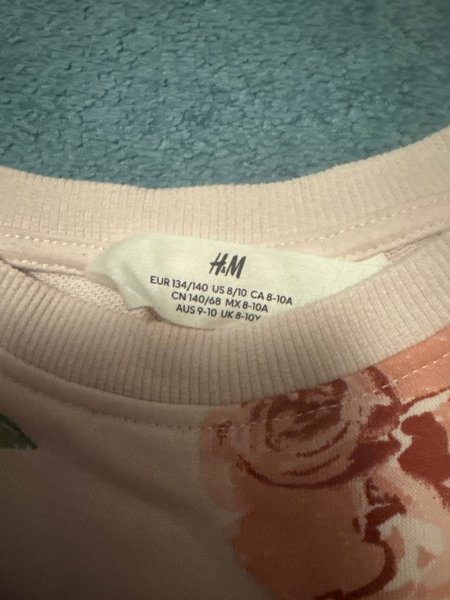 H&M
EUR 134/140 US 8/10 CA 8-10A
CN 140/68 MX 8-10A
AUS 9-10 UK 8-10Y